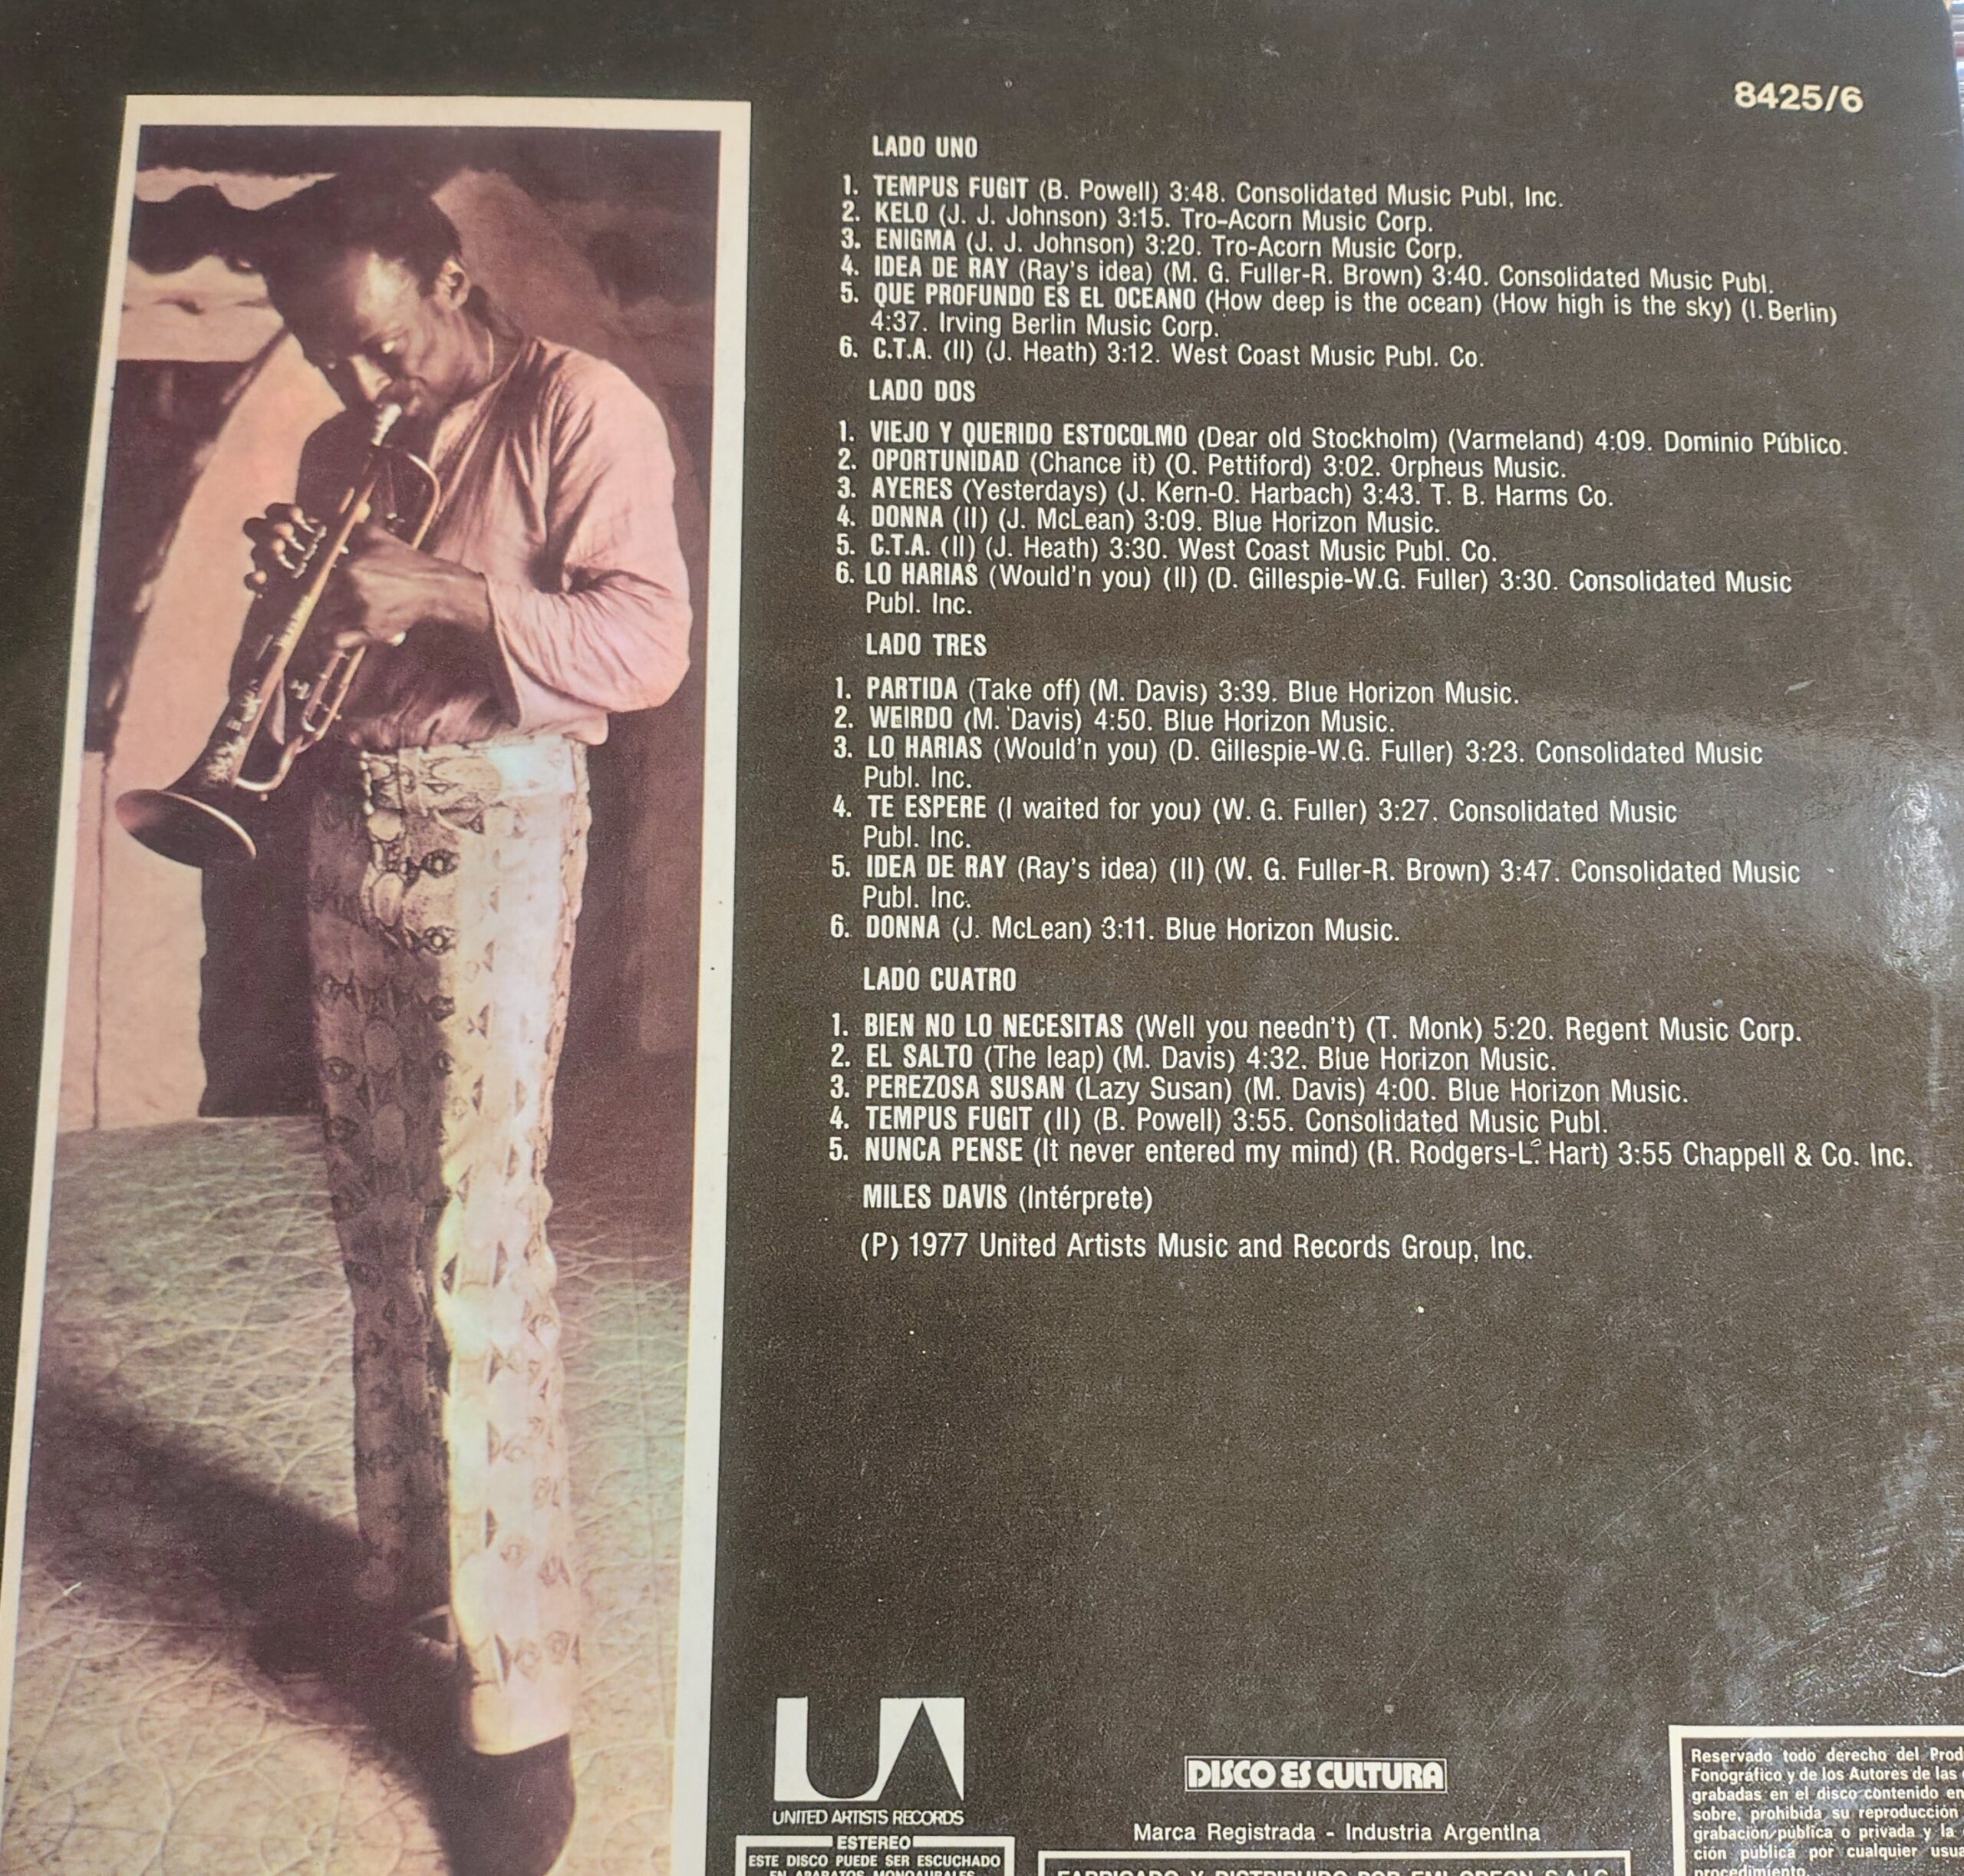 8425/6
LADO UNO
1. TEMPUS FUGIT (B. Powell) 3:48. Consolidated Music Publ, Inc.
2. KELO (J. J. Johnson) 3:15. Tro-Acorn Music Corp.
3. ENIGMA (J. J. Johnson) 3:20. Tro-Acorn Music Corp.
4. IDEA DE RAY (Ray's idea) (M. G. Fuller-R. Brown) 3:40. Consolidated Music Publ.
5. QUE PROFUNDO ES EL OCEANO (How deep is the ocean) (How high is the sky) (I. Berlin)
4:37. Irving Berlin Music Corp.
6. C.T.A. (II) (J. Heath) 3:12. West Coast Music Publ. Co.
LADO DOS
1. VIEJO Y QUERIDO ESTOCOLMO (Dear old Stockholm) (Varmeland) 4:09. Dominio Público.
2. OPORTUNIDAD (Chance it) (O. Pettiford) 3:02. Orpheus Music.
3. AYERES (Yesterdays) (J. Kern-O. Harbach) 3:43. T. B. Harms Co.
4. DONNA (II) (J. McLean) 3:09. Blue Horizon Music.
5. C.T.A. (II) (J. Heath) 3:30. West Coast Music Publ. Co.
6. LO HARIAS (Would'n you) (II) (D. Gillespie-W.G. Fuller) 3:30. Consolidated Music
Publ. Inc.
LADO TRES
1. PARTIDA (Take off) (M. Davis) 3:39. Blue Horizon Music.
2. WEIRDO (M. Davis) 4:50. Blue Horizon Music.
3. LO HARIAS (Would'n you) (D. Gillespie-W.G. Fuller) 3:23. Consolidated Music
Publ. Inc.
4. TE ESPERE (I waited for you) (W. G. Fuller) 3:27. Consolidated Music
Publ. Inc.
5. IDEA DE RAY (Ray's idea) (II) (W. G. Fuller-R. Brown) 3:47. Consolidated Music
Publ. Inc.
6. DONNA (J. McLean) 3:11. Blue Horizon Music.
LADO CUATRO
1. BIEN NO LO NECESITAS (Well you needn't) (T. Monk) 5:20. Regent Music Corp.
2. EL SALTO (The leap) (M. Davis) 4:32. Blue Horizon Music.
3. PEREZOSA SUSAN (Lazy Susan) (M. Davis) 4:00. Blue Horizon Music.
4. TEMPUS FUGIT (II) (B. Powell) 3:55. Consolidated Music Publ.
5. NUNCA PENSE (It never entered my mind) (R. Rodgers-L. Hart) 3:55 Chappell & Co. Inc.
MILES DAVIS (Intérprete)
(P) 1977 United Artists Music and Records Group, Inc.
UA
UNITED ARTISTS RECORDS
ESTEREO
ESTE DISCO PUEDE SER ESCUCHADO
EN APARATOS MONOAURALES
DISCO ES CULTURA
Marca Registrada - Industria Argentina
FABRICADO Y DISTRIBUIDO POR EMI ODEON S.A.I.C.
Reservado todo derecho del Prod
Fonográfico y de los Autores de las
grabadas en el disco contenido en
sobre, prohibida su reproducción
grabación pública o privada y la
ción pública por cualquier usu
procedimiento.